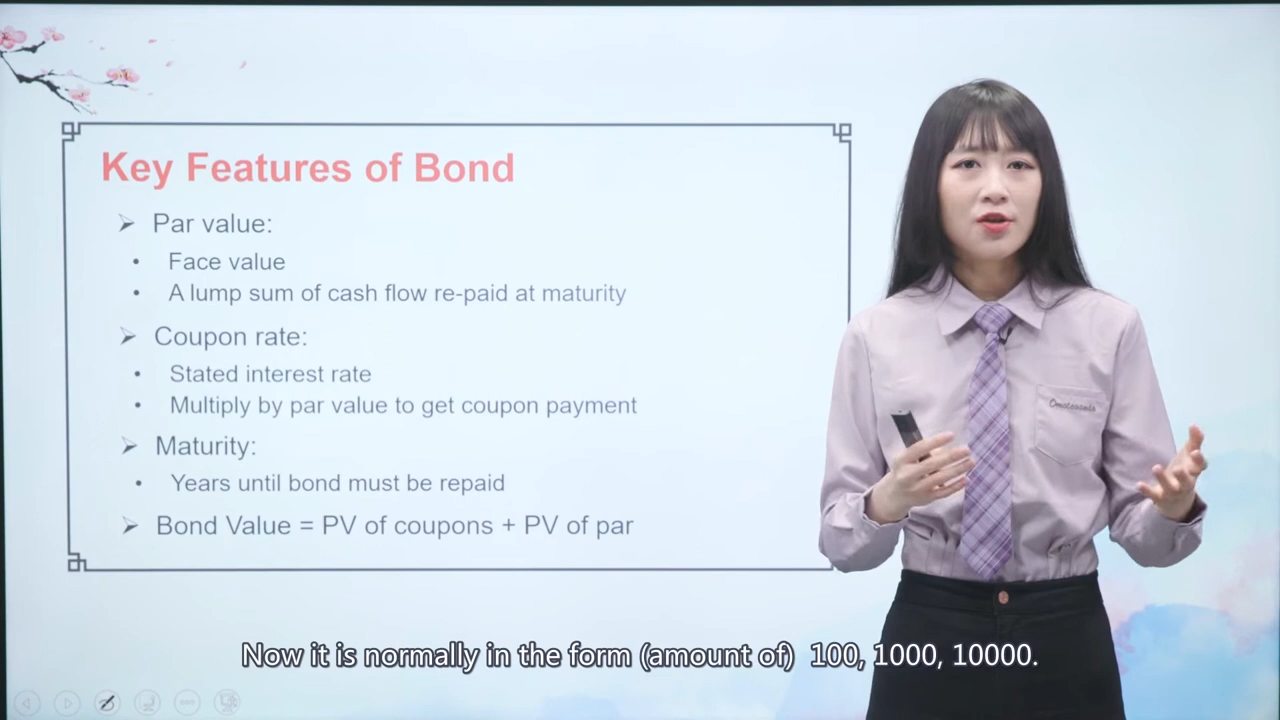 Key Features of Bond
Par value:
Face value
A lump sum of cash flow re-paid at maturity
Coupon rate:
Stated interest rate
Multiply by par value to get coupon payment
Maturity:
Years until bond must be repaid
Bond Value = PV of coupons + PV of par
Now it is normally in the form (amount of) 100, 1000, 10000.